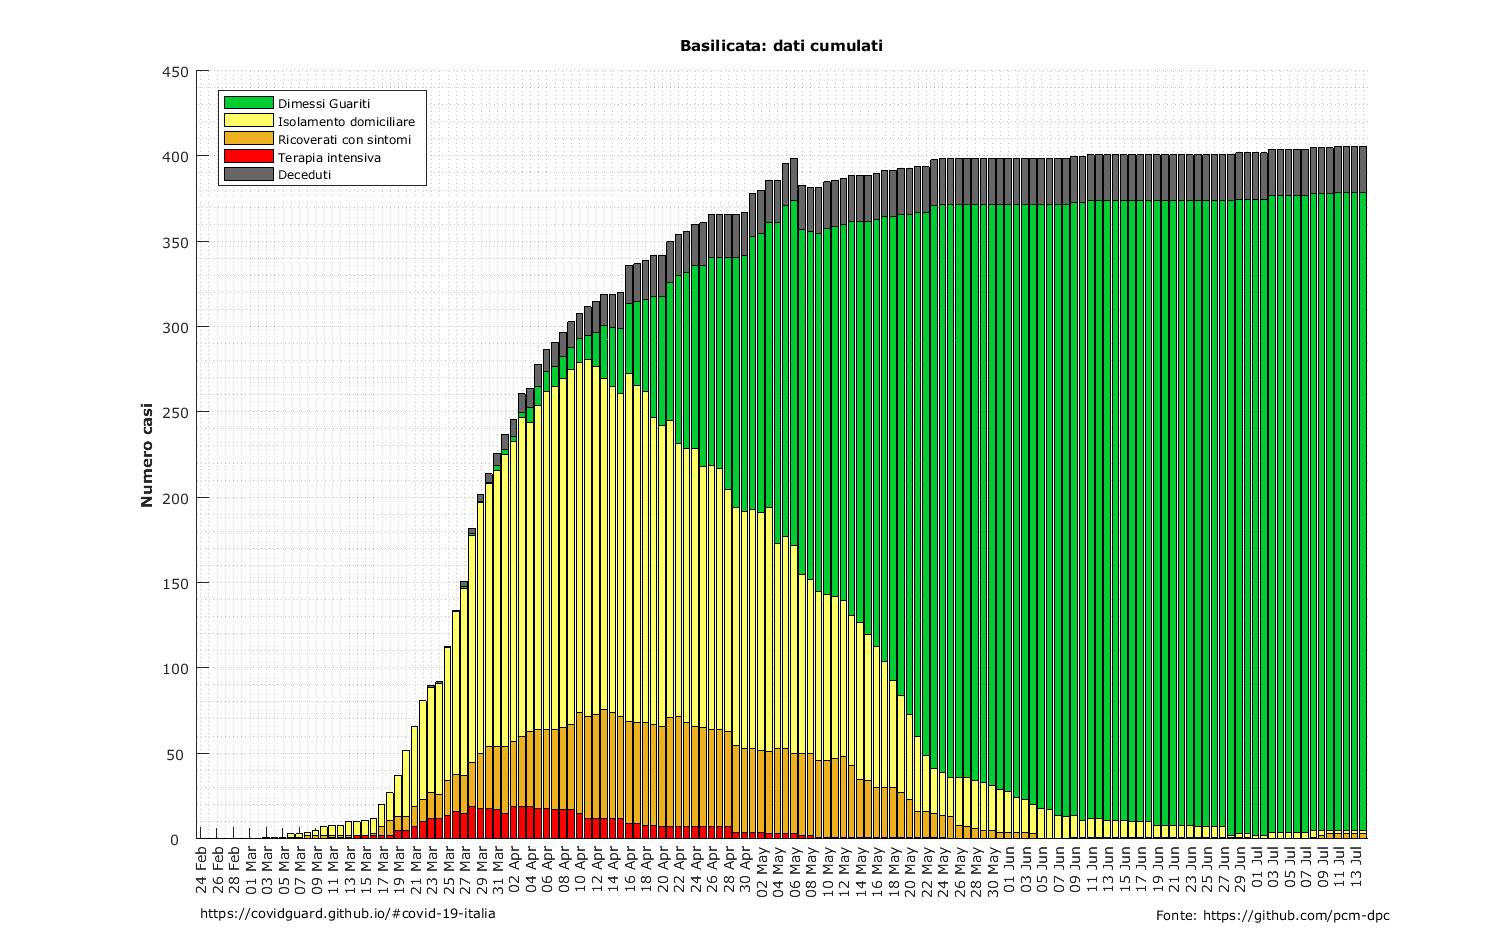 Basilicata: dati cumulati
Numero casi
450
400
350
300
250
200
150
100
50
0
Dimessi Guariti
Isolamento domiciliare
Ricoverati con sintomi
Terapia intensiva
Deceduti
24 Feb
26 Feb
28 Feb
01 Mar
03 Mar
05 Mar
07 Mar
09 Mar
11 Mar
13 Mar
15 Mar
17 Mar
19 Mar
21 Mar
23 Mar
25 Mar
27 Mar
29 Mar
31 Mar
02 Apr
04 Apr
06 Apr
08 Apr
10 Apr
12 Apr
14 Apr
16 Apr
18 Apr
20 Apr
22 Apr
24 Apr
26 Apr
28 Apr
30 Apr
02 May
04 May
06 May
08 May
10 May
12 May
14 May
16 May
18 May
20 May
22 May
24 May
26 May
28 May
30 May
01 Jun
03 Jun
05 Jun
07 Jun
09 Jun
11 Jun
13 Jun
15 Jun
17 Jun
19 Jun
21 Jun
23 Jun
25 Jun
27 Jun
29 Jun
01 Jul
03 Jul
05 Jul
07 Jul
09 Jul
11 Jul
13 Jul
https://covidguard.github.io/#covid-19-italia
Fonte: https://github.com/pcm-dpc